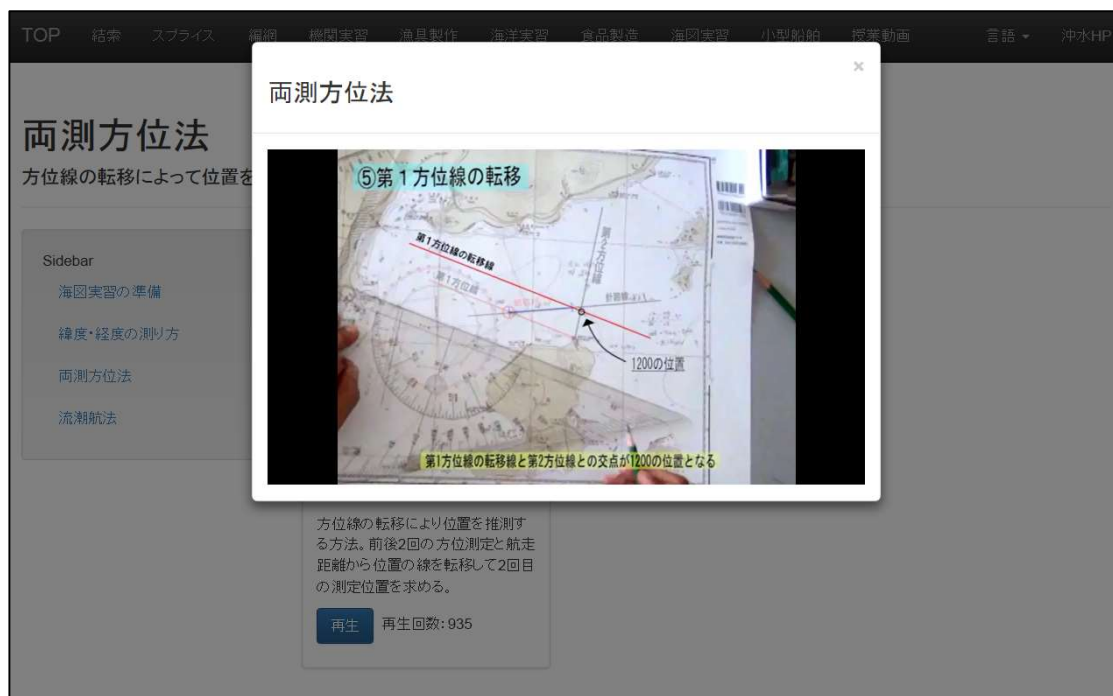 TOP 結索 スプライス 編網 機関実習 漁具製作 海洋実習 食品製造 海図実習 小型船舶 授業動画 言語 沖水HP
両測方位法
方位線の転移によって位置を
Sidebar
海図実習の準備
緯度・経度の測り方
両測方位法
流潮航法
×
両測方位法
⑤第1方位線の転移
第1方位線の転移線
第1方位線
第2方位線
針路線
1200の位置
第1方位線の転移線と第2方位線との交点が1200の位置となる
方位線の転移により位置を推測す
る方法。前後2回の方位測定と航走
距離から位置の線を転移して2回目
の測定位置を求める。
再生 再生回数:935